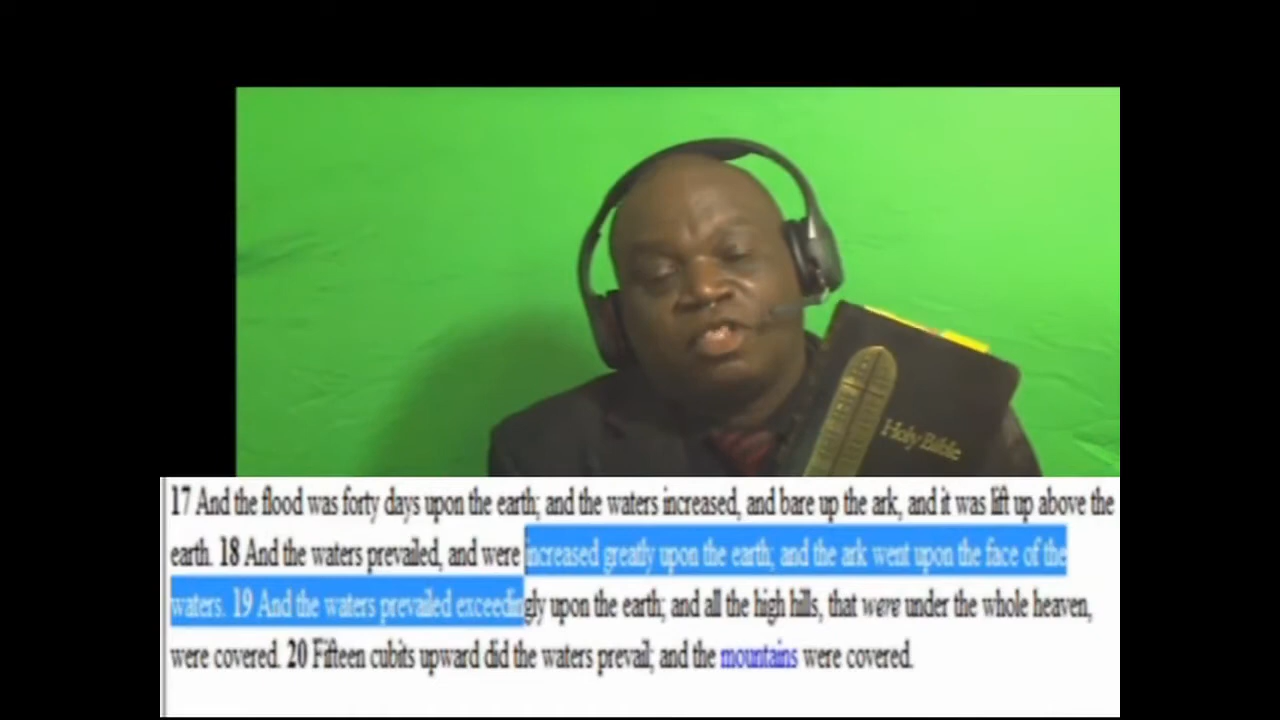 Holy Bible
17 And the flood was forty days upon the earth; and the waters increased, and bare up the ark, and it was lift up above the
earth. 18 And the waters prevailed, and were increased greatly upon the earth; and the ark went upon the face of the
waters. 19 And the waters prevailed exceedingly upon the earth; and all the high hills, that were under the whole heaven,
were covered. 20 Fifteen cubits upward did the waters prevail; and the mountains were covered.